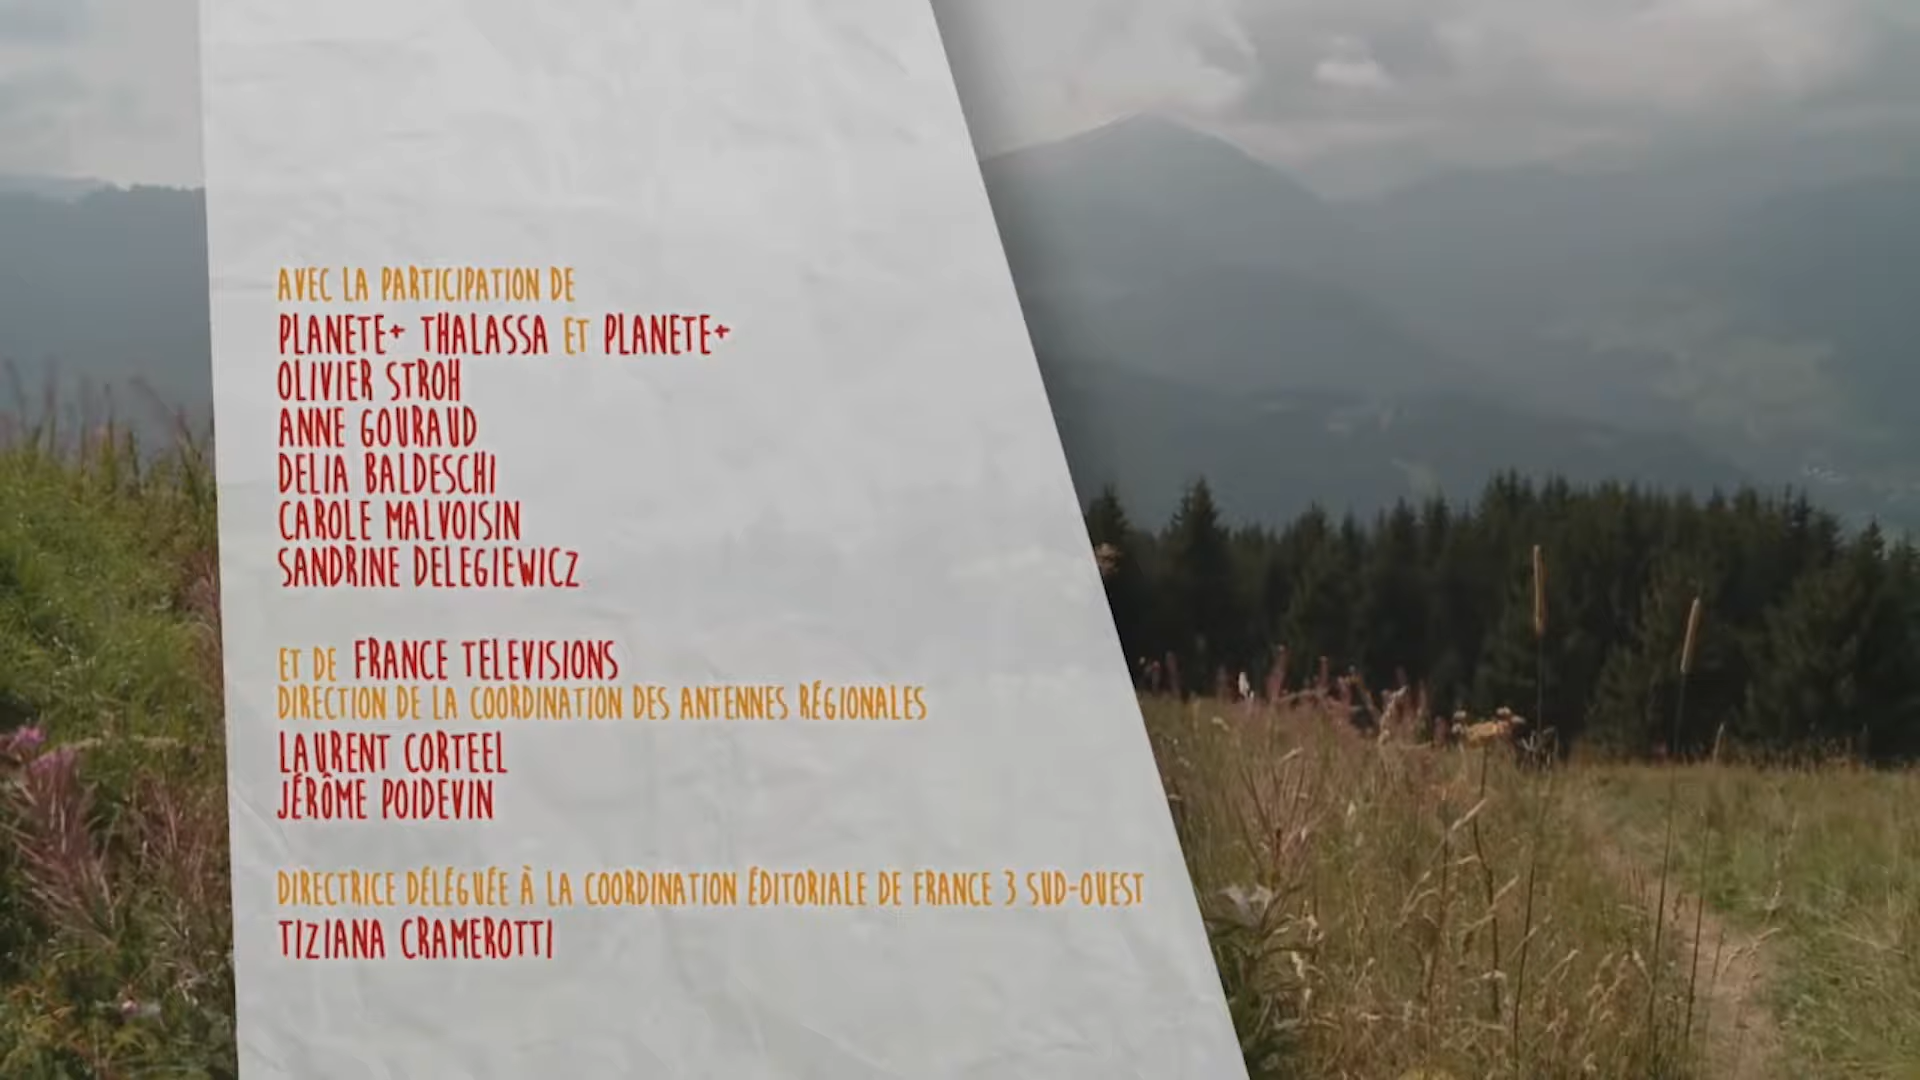 AVEC LA PARTICIPATION DE
PLANETE+ THALASSA ET PLANETE+
OLIVIER STROH
ANNE GOURAUD
DELIA BALDESCHI
CAROLE MALVOISIN
SANDRINE DELEGIEWICZ
ET DE FRANCE TELEVISIONS
DIRECTION DE LA COORDINATION DES ANTENNES RÉGIONALES
LAURENT CORTEEL
JÉRÔME POIDEVIN
DIRECTRICE DÉLÉGUÉE À LA COORDINATION ÉDITORIALE DE FRANCE 3 SUD-OUEST
TIZIANA CRAMEROTTI